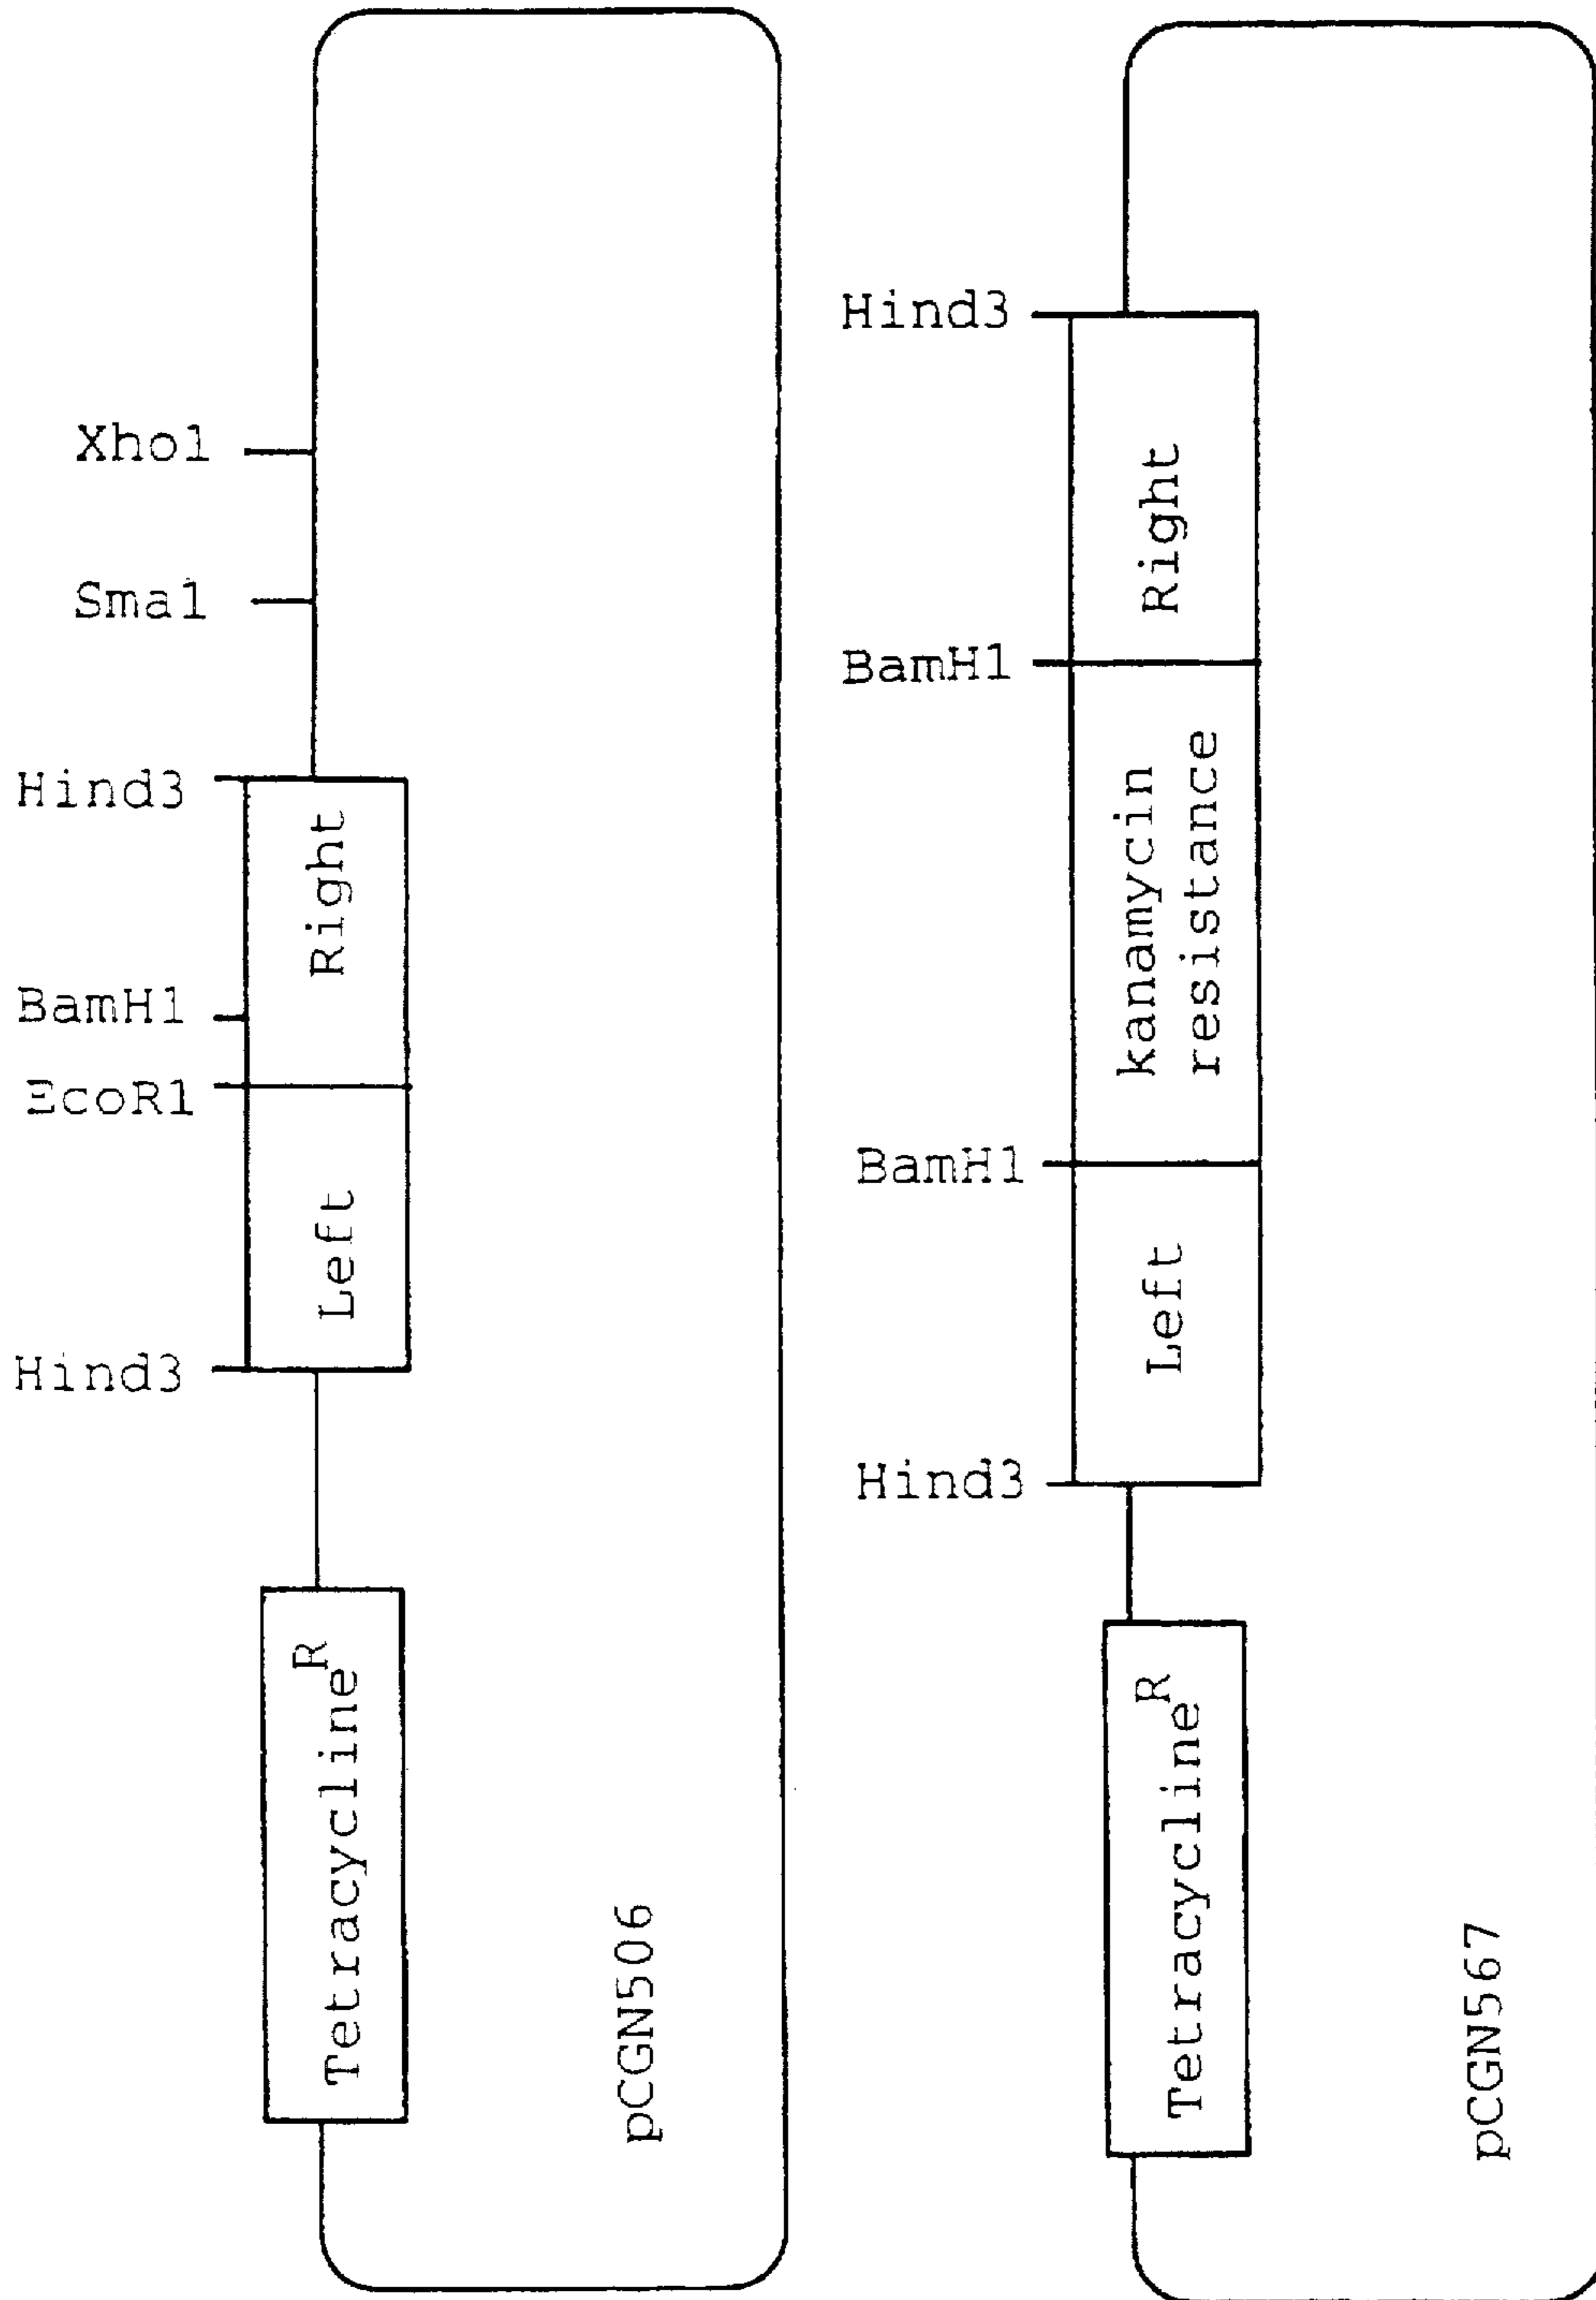 Xho1
Sma1
Hind3
Right
BamH1
EcoR1
Left
Hind3
Tetracycline^R
pCGN506
Hind3
Right
BamH1
kanamycin
resistance
BamH1
Left
Hind3
Tetracycline^R
pCGN567